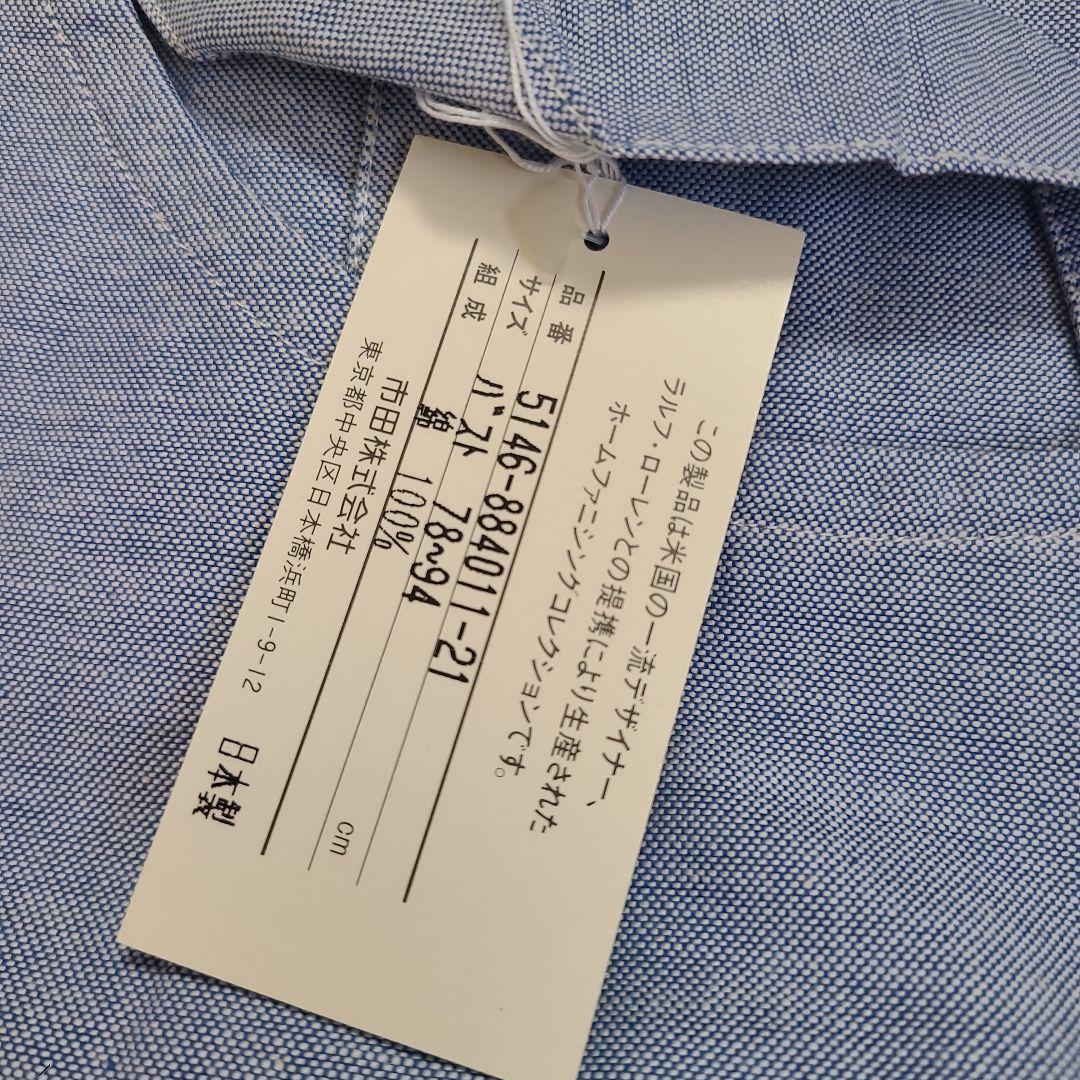 この製品は米国の一流デザイナー、
ラルフ・ローレンとの提携により生産された
ホームファニシングコレクションです。
品番 5146-884011-21
サイズ バスト 78~94 cm
組成 綿 100%
市田株式会社
東京都中央区日本橋浜町1-9-12
日本製